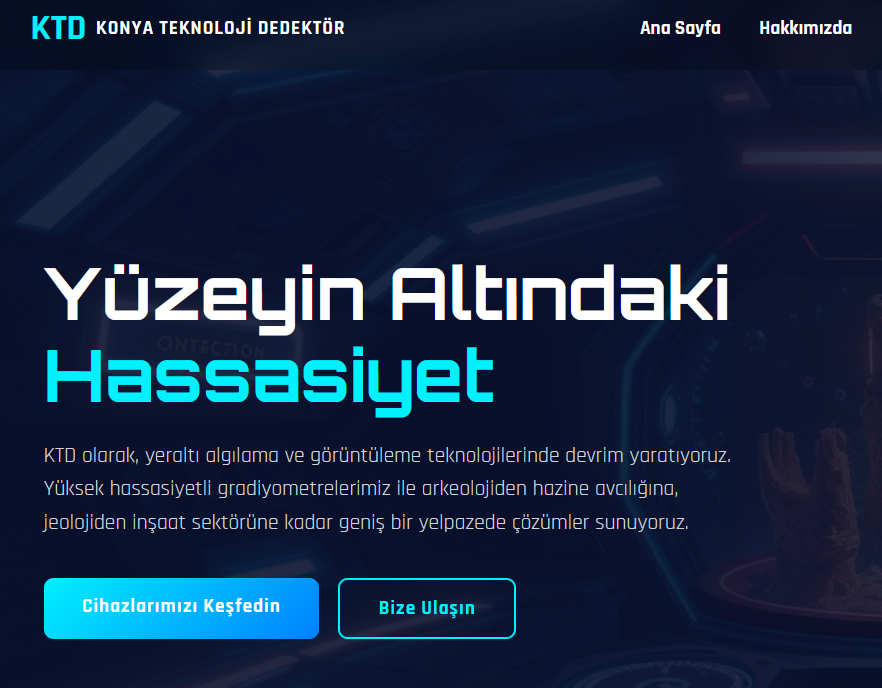 KTD KONYA TEKNOLOJİ DEDEKTÖR
Ana Sayfa Hakkımızda
Yüzeyin Altındaki
Hassasiyet
KTD olarak, yeraltı algılama ve görüntüleme teknolojilerinde devrim yaratıyoruz.
Yüksek hassasiyetli gradiyometrelerimiz ile arkeolojiden hazine avcılığına,
jeolojiden inşaat sektörüne kadar geniş bir yelpazede çözümler sunuyoruz.
Cihazlarımızı Keşfedin
Bize Ulaşın